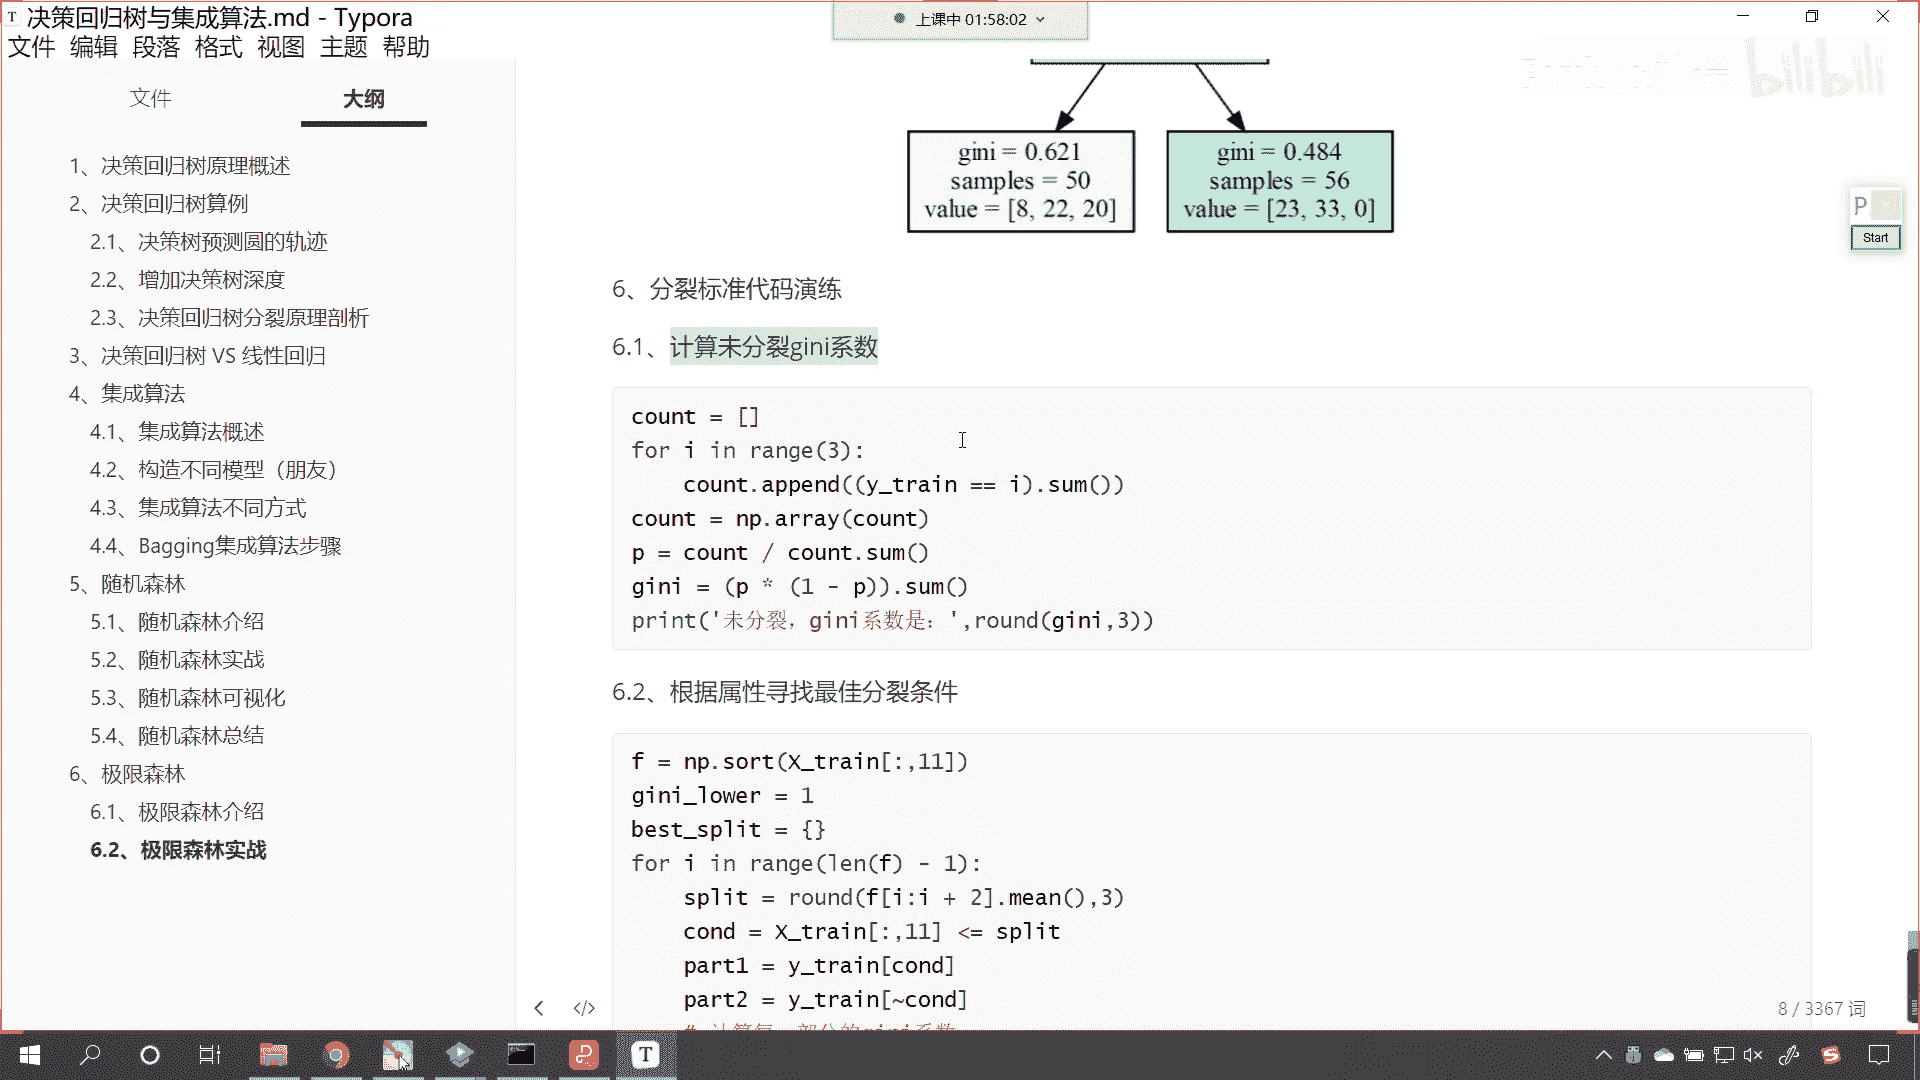 决策回归树与集成算法.md - Typora
上课中 01:58:02
文件 编辑 段落 格式 视图 主题 帮助
bilibili
文件 大纲
1、决策回归树原理概述
2、决策回归树算例
2.1、决策树预测圆的轨迹
2.2、增加决策树深度
2.3、决策回归树分裂原理剖析
3、决策回归树 VS 线性回归
4、集成算法
4.1、集成算法概述
4.2、构造不同模型（朋友）
4.3、集成算法不同方式
4.4、Bagging集成算法步骤
5、随机森林
5.1、随机森林介绍
5.2、随机森林实战
5.3、随机森林可视化
5.4、随机森林总结
6、极限森林
6.1、极限森林介绍
6.2、极限森林实战
gini = 0.621
samples = 50
value = [8, 22, 20]
gini = 0.484
samples = 56
value = [23, 33, 0]
P
Start
6、分裂标准代码演练
6.1、计算未分裂gini系数
count = []
for i in range(3):
    count.append((y_train == i).sum())
count = np.array(count)
p = count / count.sum()
gini = (p * (1 - p)).sum()
print('未分裂，gini系数是：',round(gini,3))
6.2、根据属性寻找最佳分裂条件
f = np.sort(X_train[:,11])
gini_lower = 1
best_split = {}
for i in range(len(f) - 1):
    split = round(f[i:i + 2].mean(),3)
    cond = X_train[:,11] <= split
    part1 = y_train[cond]
    part2 = y_train[~cond]
    # 计算每一部分的gini系数
8 / 3367 词